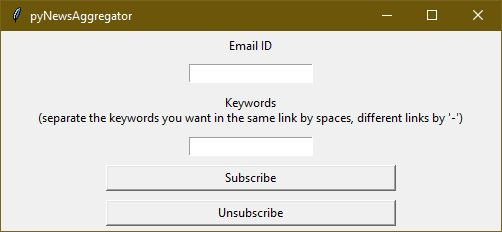 pyNewsAggregator
Email ID
Keywords
(separate the keywords you want in the same link by spaces, different links by '-')
Subscribe
Unsubscribe